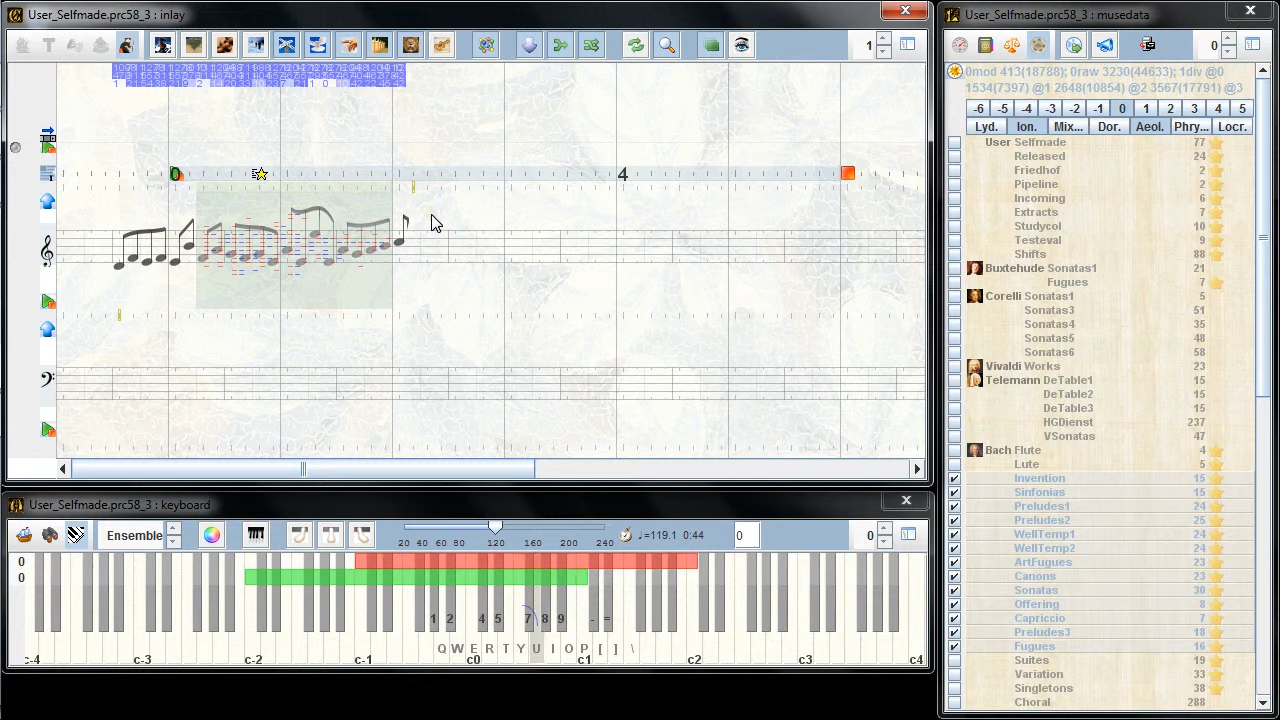 User_Selfmade.prc58_3 : inlay
1
0
4
User_Selfmade.prc58_3 : keyboard
Ensemble
20 40 60 80 120 160 200 240
♩=119.1 0:44
0
0
0
0
1 2 4 5 7 8 9 - =
Q W E R T Y U I O P [ ] \
c-4 c-3 c-2 c-1 c0 c1 c2 c3 c4
User_Selfmade.prc58_3 : musedata
0
0mod 413(18788); 0raw 3230(44633); 1div @0
1534(7397) @1 2648(10854) @2 3567(17791) @3
-6 -5 -4 -3 -2 -1 0 1 2 3 4 5
Lyd. Ion. Mix... Dor. Aeol. Phry... Locr.
User Selfmade 77
Released 24
Friedhof 2
Pipeline 2
Incoming 6
Extracts 7
Studycol 10
Testeval 9
Shifts 88
Buxtehude Sonatas1 21
Fugues 7
Corelli Sonatas1 5
Sonatas3 51
Sonatas4 35
Sonatas5 48
Sonatas6 58
Vivaldi Works 23
Telemann DeTable1 15
DeTable2 15
DeTable3 15
HGDienst 237
VSonatas 47
Bach Flute 4
Lute 5
Invention 15
Sinfonias 15
Preludes1 24
Preludes2 25
WellTemp1 24
WellTemp2 24
ArtFugues 23
Canons 23
Sonatas 30
Offering 8
Capriccio 7
Preludes3 18
Fugues 16
Suites 19
Variation 33
Singletons 38
Choral 288